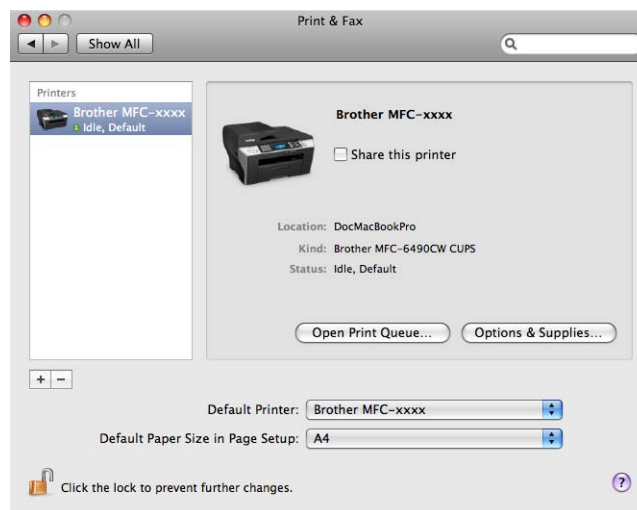 Print & Fax
Show All
Printers
Brother MFC-xxxx
Idle, Default
Brother MFC-xxxx
Share this printer
Location: DocMacBookPro
Kind: Brother MFC-6490CW CUPS
Status: Idle, Default
Open Print Queue... Options & Supplies...
+ -
Default Printer: Brother MFC-xxxx
Default Paper Size in Page Setup: A4
Click the lock to prevent further changes. ?